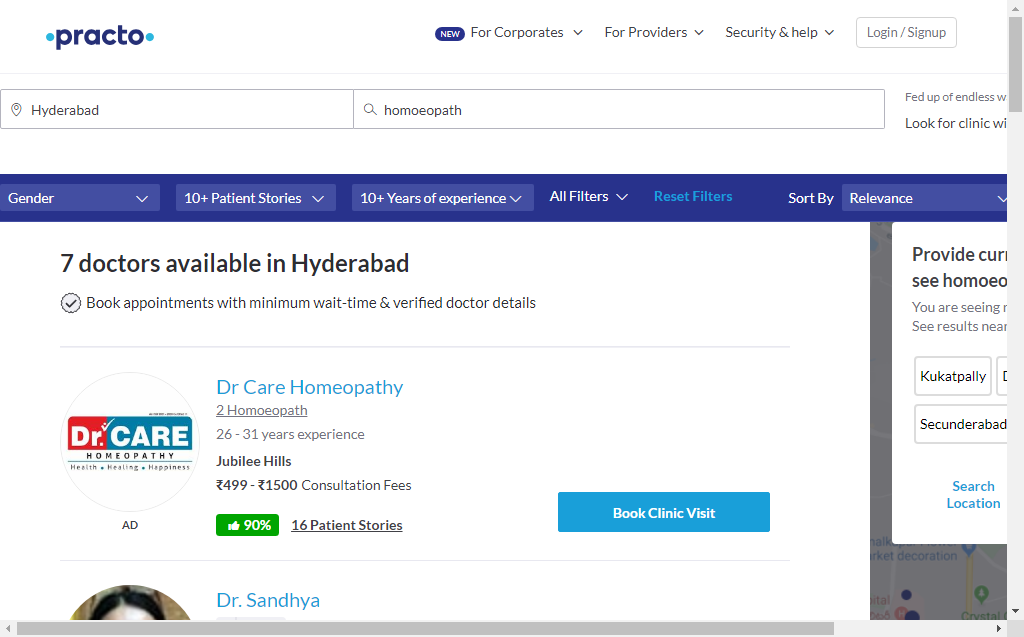 practo
NEW For Corporates
For Providers
Security & help
Login / Signup
Hyderabad
homoeopath
Fed up of endless w
Look for clinic wi
Gender
10+ Patient Stories
10+ Years of experience
All Filters
Reset Filters
Sort By
Relevance
7 doctors available in Hyderabad
Book appointments with minimum wait-time & verified doctor details
Dr. CARE
HOMEOPATHY
Health • Healing • Happiness
AD
Dr Care Homeopathy
2 Homoeopath
26 - 31 years experience
Jubilee Hills
₹499 - ₹1500 Consultation Fees
90%
16 Patient Stories
Book Clinic Visit
Dr. Sandhya
Provide curr
see homoeo
You are seeing r
See results near
Kukatpally
Secunderabad
Search
Location
rket decoration
pital
Crystal G